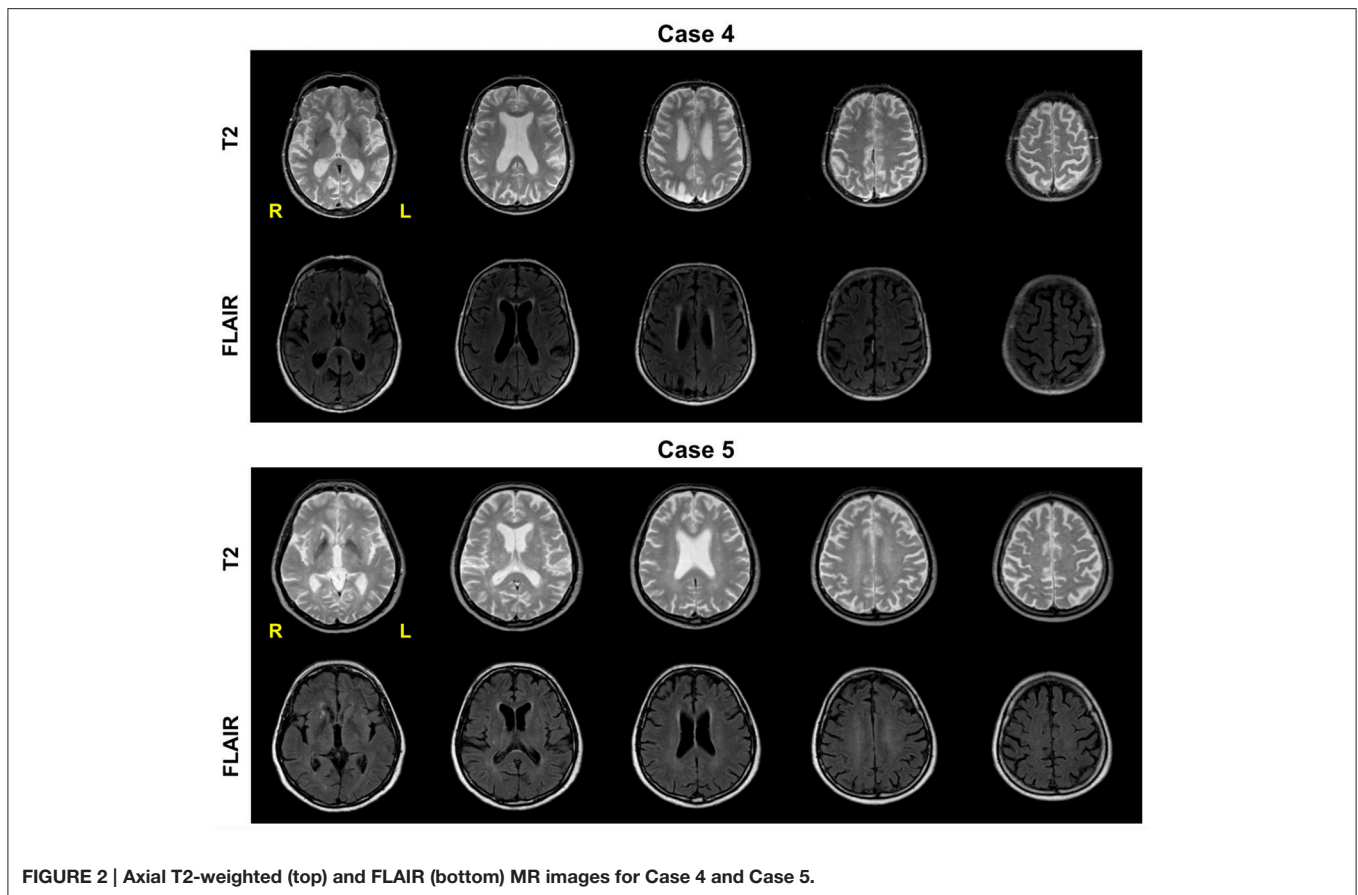 Case 4
T2
R L
FLAIR
Case 5
T2
R L
FLAIR
FIGURE 2 | Axial T2-weighted (top) and FLAIR (bottom) MR images for Case 4 and Case 5.